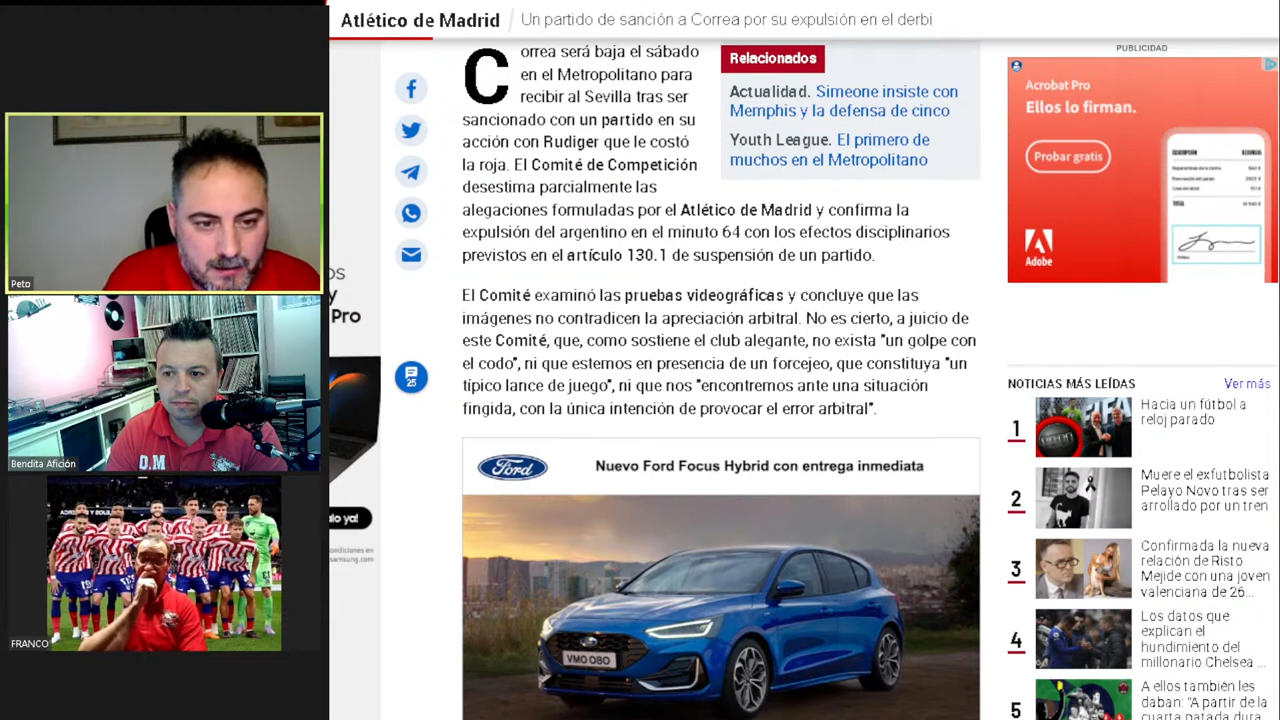 Atlético de Madrid
Un partido de sanción a Correa por su expulsión en el derbi
Correa será baja el sábado
en el Metropolitano para
recibir al Sevilla tras ser
sancionado con un partido en su
acción con Rudiger que le costó
la roja. El Comité de Competición
desestima parcialmente las
alegaciones formuladas por el Atlético de Madrid y confirma la
expulsión del argentino en el minuto 64 con los efectos disciplinarios
previstos en el artículo 130.1 de suspensión de un partido.
El Comité examinó las pruebas videográficas y concluye que las
imágenes no contradicen la apreciación arbitral. No es cierto, a juicio de
este Comité, que, como sostiene el club alegante, no exista "un golpe con
el codo", ni que estemos en presencia de un forcejeo, que constituya "un
típico lance de juego", ni que nos "encontremos ante una situación
fingida, con la única intención de provocar el error arbitral".
Relacionados
Actualidad. Simeone insiste con
Memphis y la defensa de cinco
Youth League. El primero de
muchos en el Metropolitano
PUBLICIDAD
Acrobat Pro
Ellos lo firman.
Probar gratis
TOTAL
Adobe
NOTICIAS MÁS LEÍDAS
Ver más
1
Hacia un fútbol a
reloj parado
2
Muere el exfutbolista
Pelayo Novo tras ser
arrollado por un tren
3
Confirmada la nueva
relación de Risto
Mejide con una joven
valenciana de 26...
4
Los datos que
explican el
hundimiento del
millonario Chelsea ...
5
A ellos también les
daban: "A partir de la
Ford
Nuevo Ford Focus Hybrid con entrega inmediata
VMO 080
25
os
y
Pro
alo ya!
ondiciones en
samsung.com
Peto
Bendita Afición
D.M
FRANCO